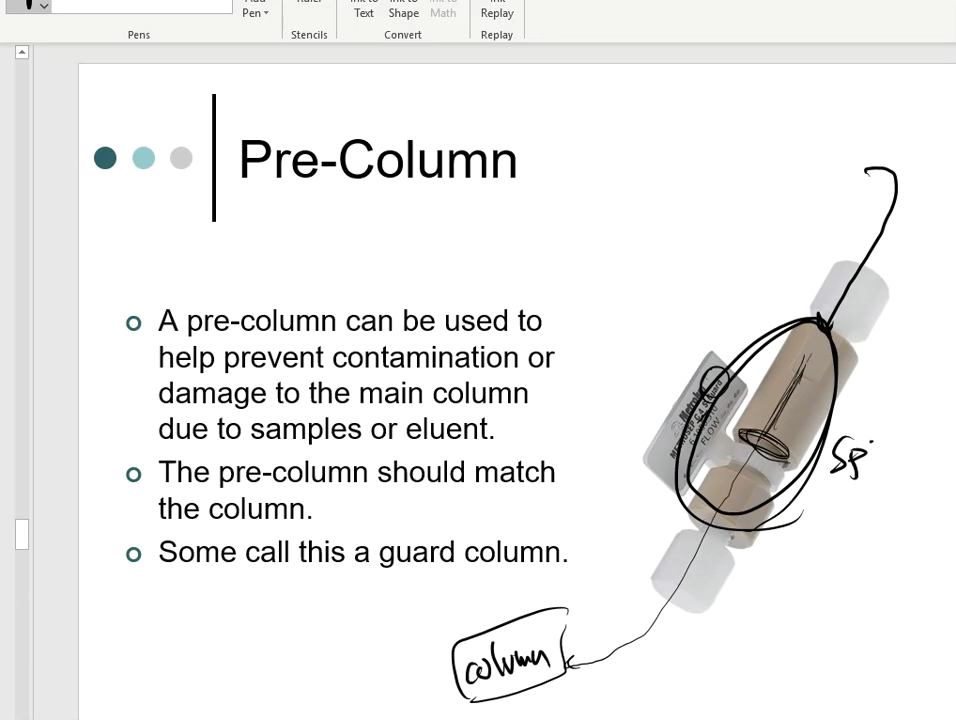 Pen
Text
Shape
Math
Replay
Pens
Stencils
Convert
Replay
Pre-Column
A pre-column can be used to
help prevent contamination or
damage to the main column
due to samples or eluent.
The pre-column should match
the column.
Some call this a guard column.
Metrohm
FLOW
column